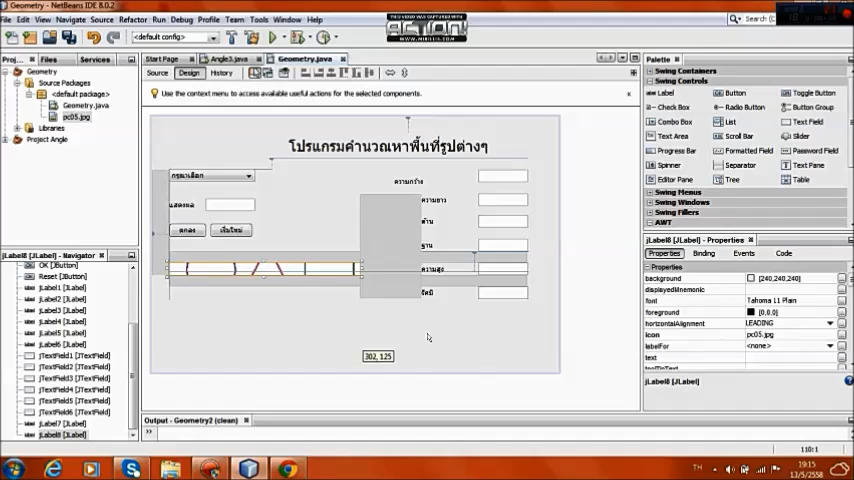 Geometry - NetBeans IDE 8.0.2
File Edit View Navigate Source Refactor Run Debug Profile Team Tools Window Help
Search (
<default config>
Proj... Files Services
Start Page Angle3.java Geometry.java
Palette
Source Design History
Geometry
Source Packages
<default package>
Geometry.java
pc05.jpg
Libraries
Project Angle
Use the context menu to access available useful actions for the selected components.
Swing Containers
Swing Controls
Label Button Toggle Button
Check Box Radio Button Button Group
Combo Box List Text Field
Text Area Scroll Bar Slider
Progress Bar Formatted Field Password Field
Spinner Separator Text Pane
Editor Pane Tree Table
Swing Menus
Swing Windows
Swing Fillers
AWT
โปรแกรมคำนวณหาพื้นที่รูปต่างๆ
กรุณาเลือก
ความกว้าง
ความยาว
แสดงผล
ด้าน
ตกลง เริ่มใหม่
ฐาน
ความสูง
รัศมี
302, 125
jLabel8 [JLabel] - Navigator
OK [JButton]
Reset [JButton]
jLabel1 [JLabel]
jLabel2 [JLabel]
jLabel3 [JLabel]
jLabel4 [JLabel]
jLabel5 [JLabel]
jLabel6 [JLabel]
jTextField1 [JTextField]
jTextField2 [JTextField]
jTextField3 [JTextField]
jTextField4 [JTextField]
jTextField5 [JTextField]
jTextField6 [JTextField]
jLabel7 [JLabel]
jLabel8 [JLabel]
jLabel8 [JLabel] - Properties
Properties Binding Events Code
Properties
background [240,240,240]
displayedMnemonic
font Tahoma 11 Plain
foreground [0,0,0]
horizontalAlignment LEADING
icon pc05.jpg
labelFor <none>
text
jLabel8 [JLabel]
Output - Geometry2 (clean)
110:1
TH
19:15
13/5/2558